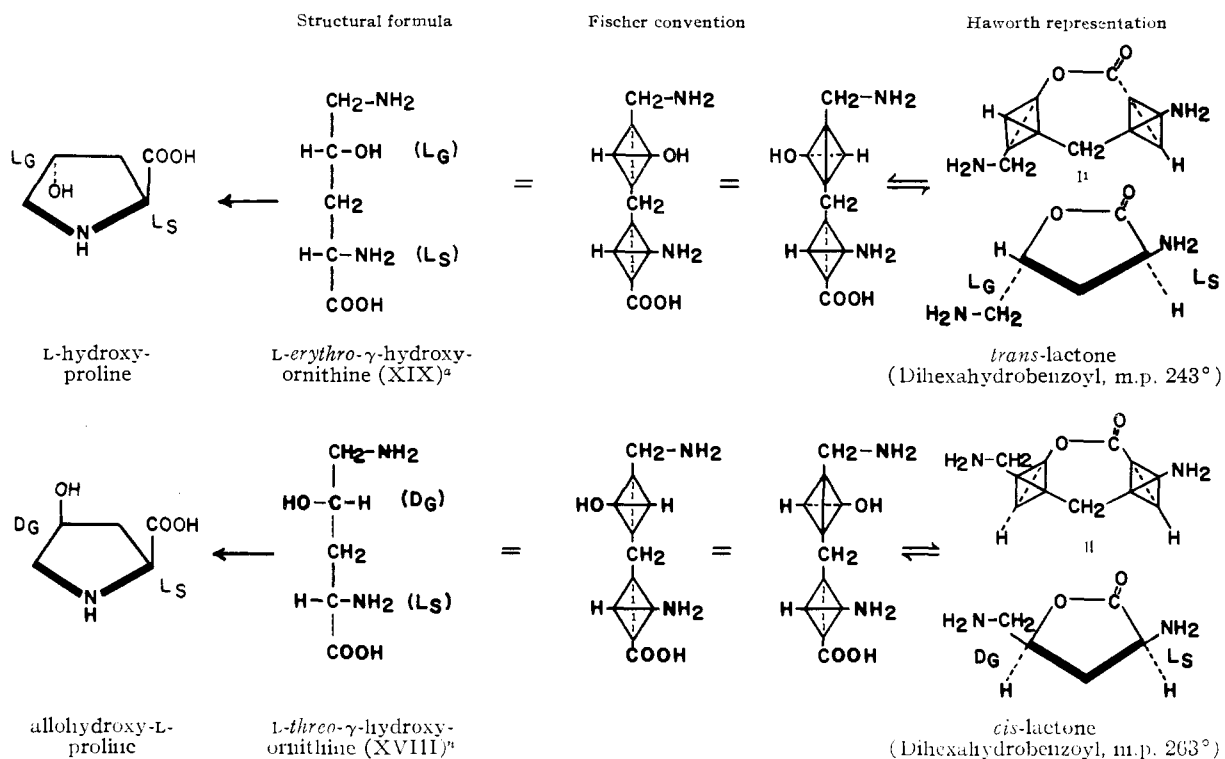 Structural formula
Fischer convention
Haworth representation
CH2-NH2
H-C-OH (LG)
CH2
H-C-NH2 (LS)
COOH
=
CH2-NH2
H OH
CH2
H NH2
COOH
=
CH2-NH2
HO H
CH2
H NH2
COOH
O
O C
H NH2
H2N-CH2 CH2 H
O
O C
H NH2
LG LS
H2N-CH2 H
LG
COOH
OH
LS
N
H
L-hydroxy-
proline
L-erythro-γ-hydroxy-
ornithine (XIX)a
trans-lactone
(Dihexahydrobenzoyl, m.p. 243°)
CH2-NH2
HO-C-H (DG)
CH2
H-C-NH2 (LS)
COOH
=
CH2-NH2
HO H
CH2
H NH2
COOH
=
CH2-NH2
H OH
CH2
H NH2
COOH
O
O C
H2N-CH2 NH2
CH2
H H
O
O C
H2N-CH2 NH2
DG LS
H H
OH
DG
COOH
LS
N
H
allohydroxy-L-
proline
L-threo-γ-hydroxy-
ornithine (XVIII)a
cis-lactone
(Dihexahydrobenzoyl, m.p. 263°)